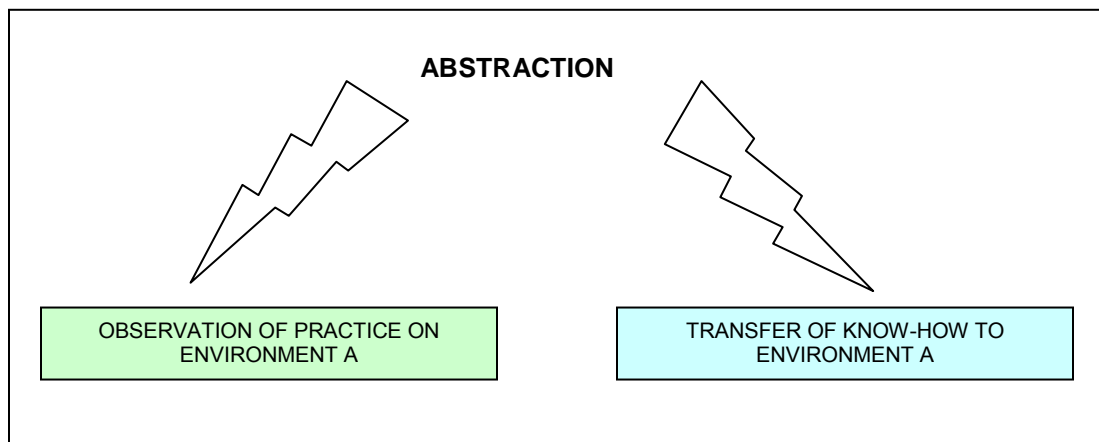 ABSTRACTION
OBSERVATION OF PRACTICE ON
ENVIRONMENT A
TRANSFER OF KNOW-HOW TO
ENVIRONMENT A